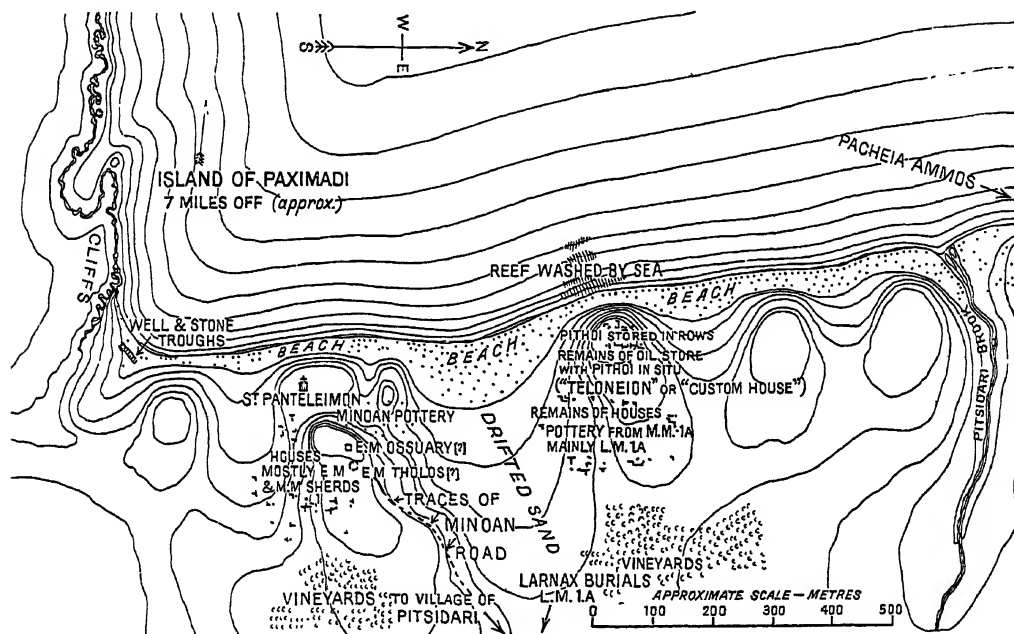 W
S N
E
PACHEIA AMMOS
ISLAND OF PAXIMADI
7 MILES OFF (approx.)
CLIFFS
REEF WASHED BY SEA
BEACH
WELL & STONE
TROUGHS
BEACH
BEACH
PITHOI STORED IN ROWS
REMAINS OF OIL STORE
WITH PITHOI IN SITU
("TELONEION" OR "CUSTOM HOUSE")
PITSIDARI BROOK
ST PANTELEIMON
MINOAN POTTERY
REMAINS OF HOUSES
POTTERY FROM M.M.1A
MAINLY L.M.1A
E.M OSSUARY [?]
E M THOLOS [?]
HOUSES
MOSTLY E M
& M.M SHERDS
DRIFTED SAND
TRACES OF
MINOAN
ROAD
VINEYARDS
TO VILLAGE OF
PITSIDARI
LARNAX BURIALS
L.M.1.A
VINEYARDS
APPROXIMATE SCALE — METRES
0 100 200 300 400 500